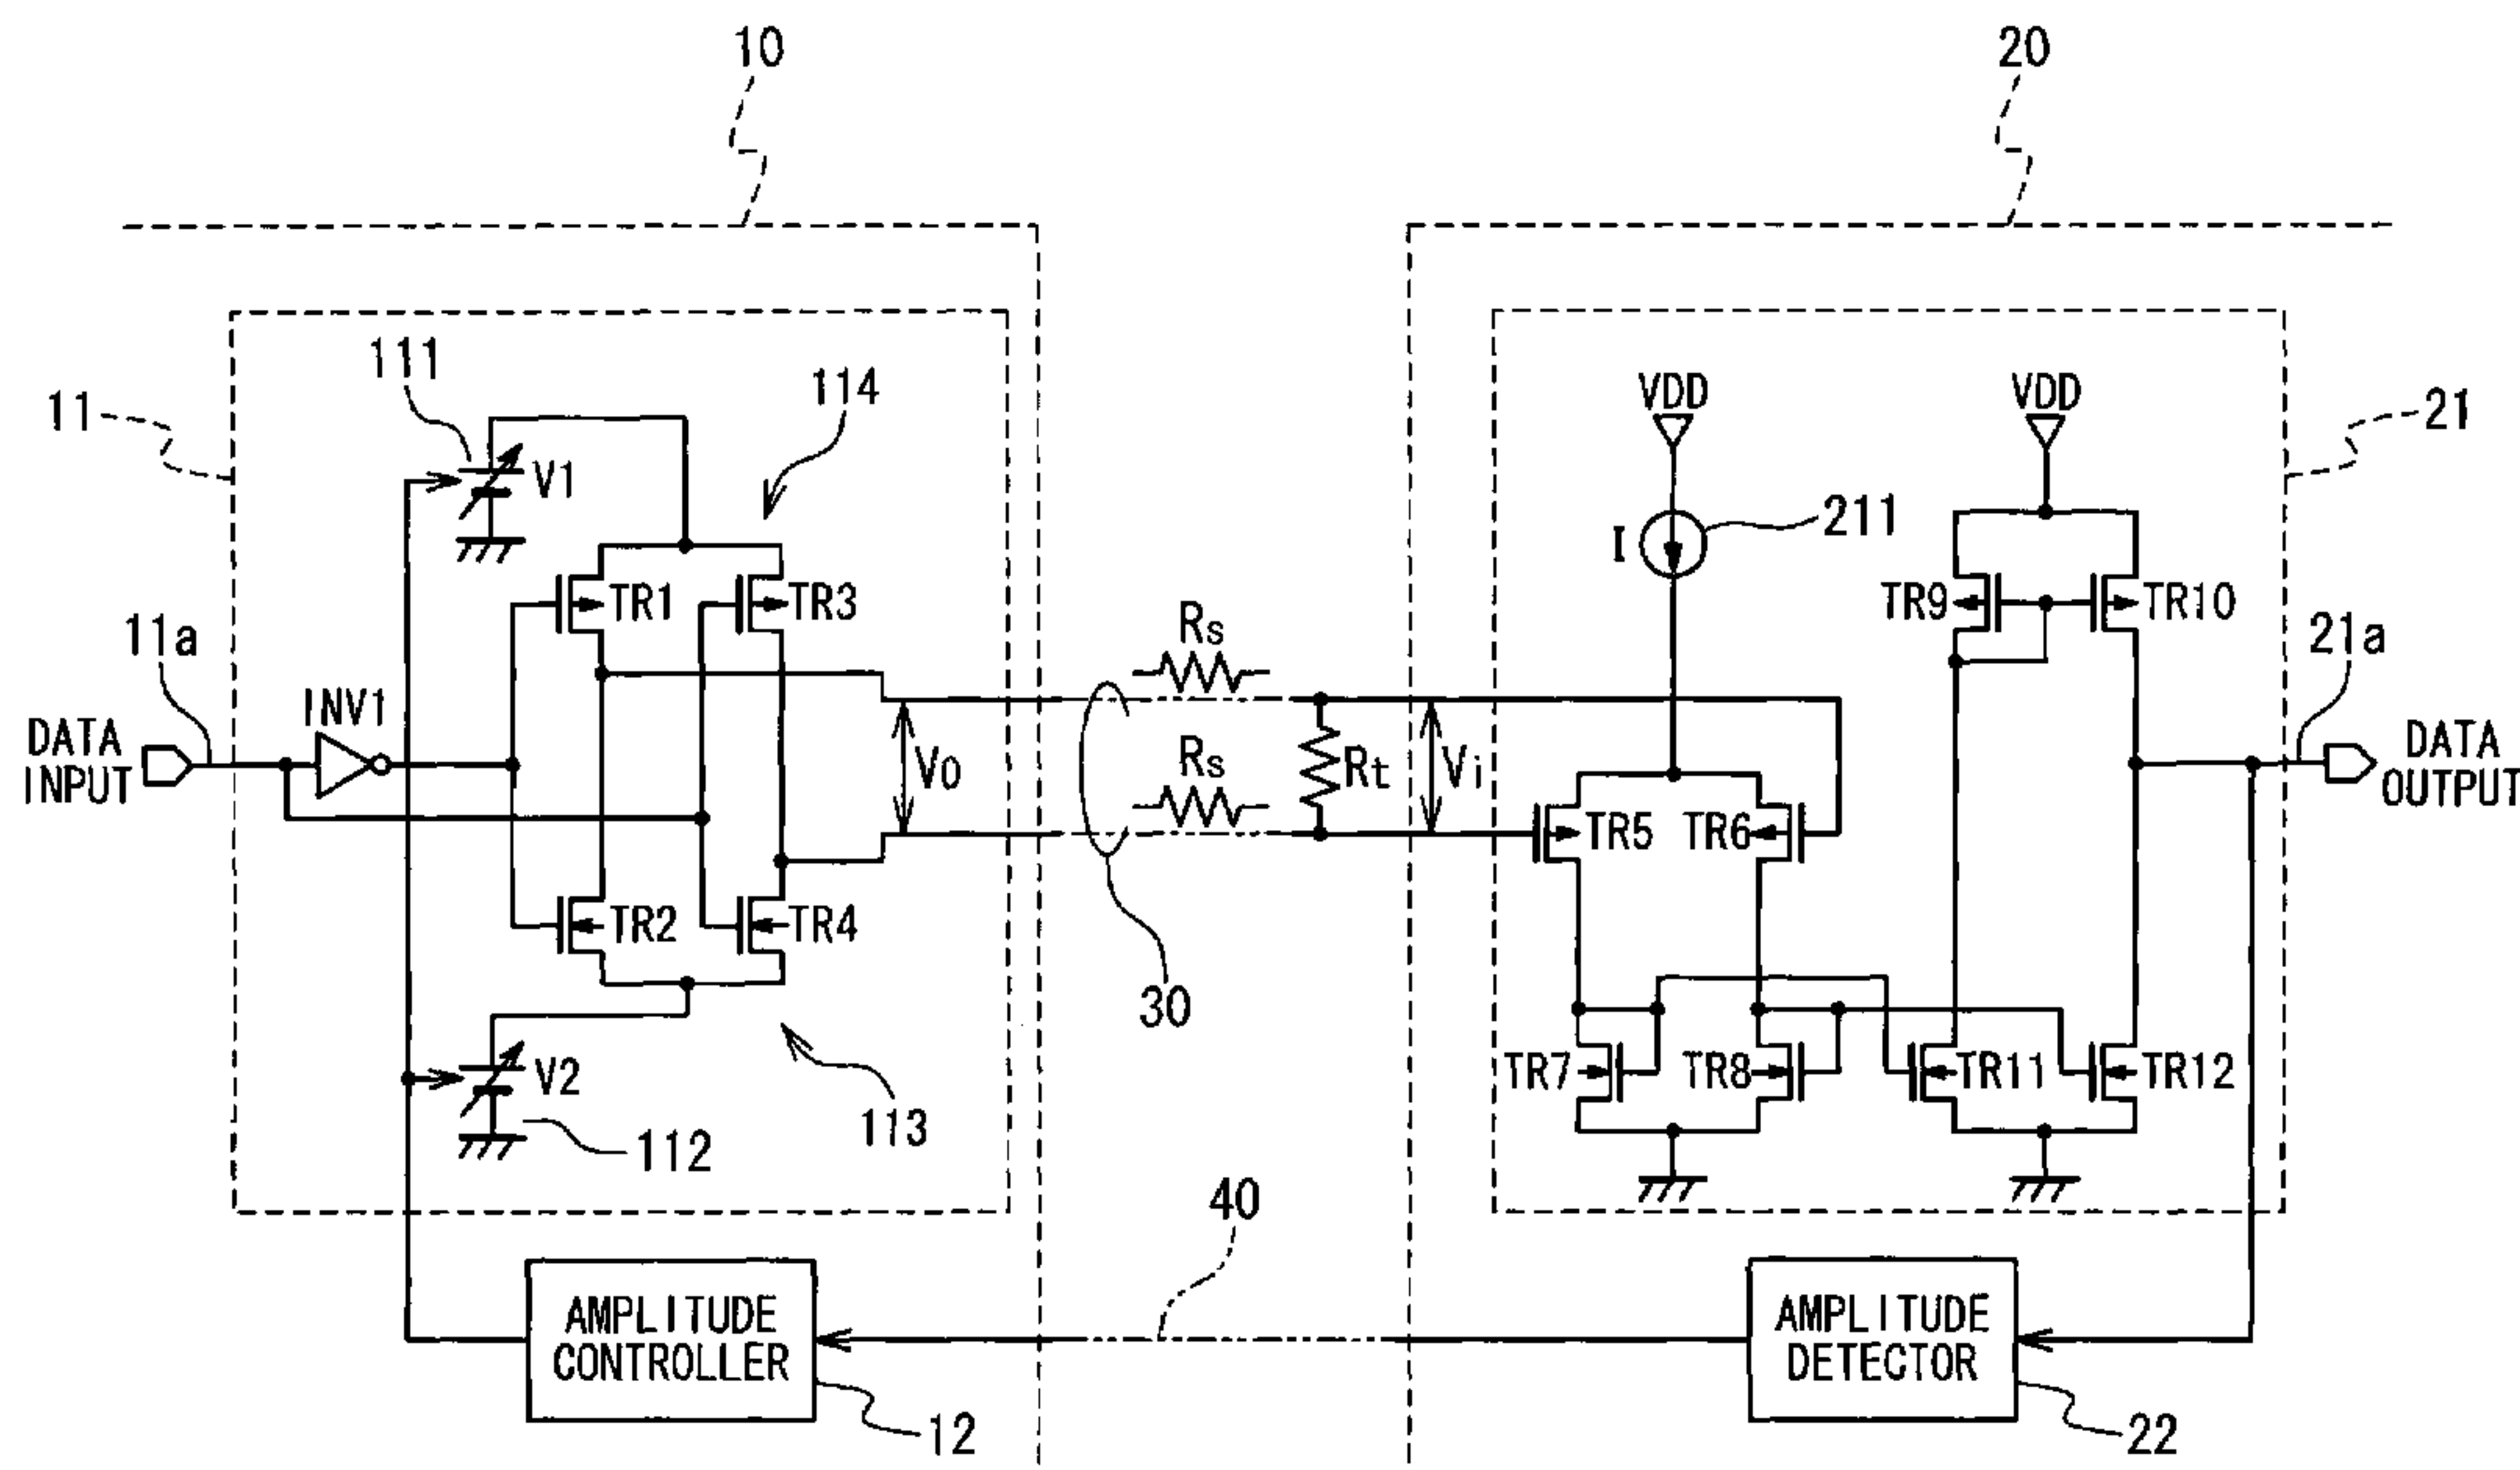 10
20
11
111
V1
114
11a
INV1
DATA
INPUT
TR1
TR3
TR2
TR4
V2
112
113
Vo
Rs
Rs
Rt
Vi
30
VDD
VDD
I
211
21
TR9
TR10
21a
DATA
OUTPUT
TR5
TR6
TR7
TR8
TR11
TR12
40
AMPLITUDE
CONTROLLER
12
AMPLITUDE
DETECTOR
22